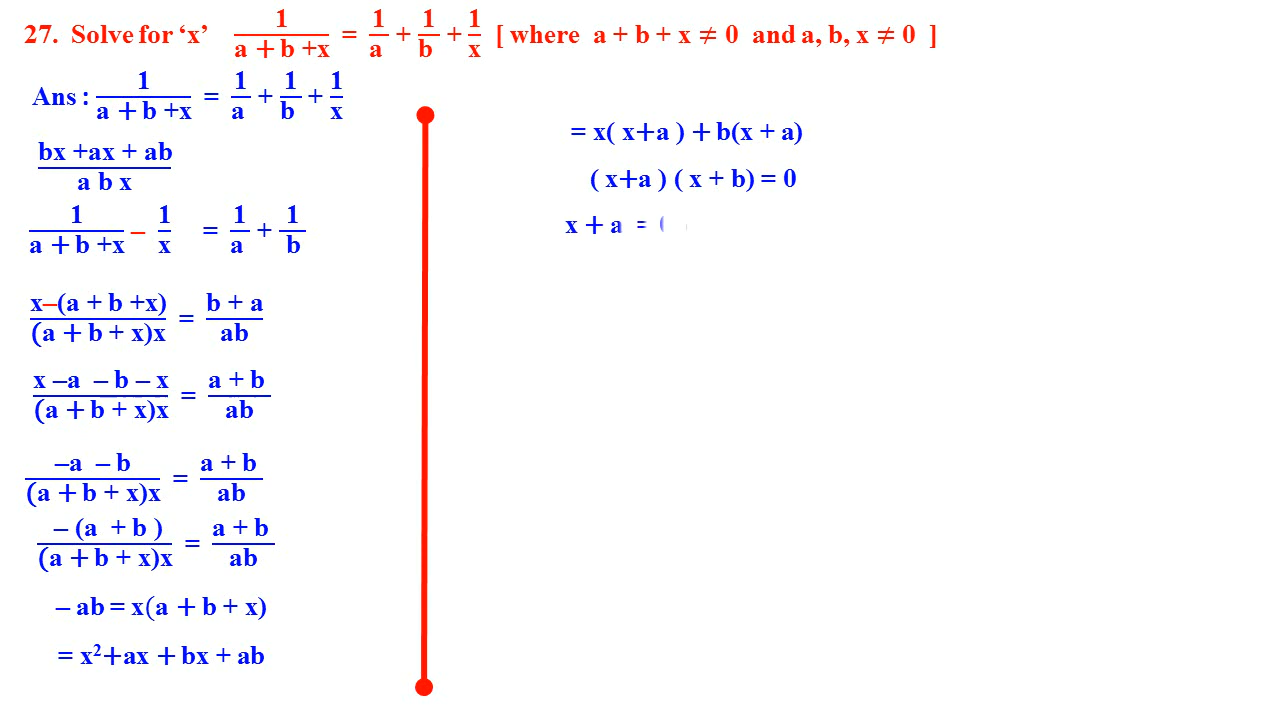 27. Solve for ‘x’ 1/(a + b +x) = 1/a + 1/b + 1/x [ where a + b + x ≠ 0 and a, b, x ≠ 0 ]
Ans : 1/(a + b +x) = 1/a + 1/b + 1/x
(bx +ax + ab)/(a b x)
1/(a + b +x) – 1/x = 1/a + 1/b
(x–(a + b +x))/((a + b + x)x) = (b + a)/(ab)
(x –a – b – x)/((a + b + x)x) = (a + b)/(ab)
(–a – b)/((a + b + x)x) = (a + b)/(ab)
(– (a + b ))/((a + b + x)x) = (a + b)/(ab)
– ab = x(a + b + x)
= x²+ax + bx + ab
= x( x+a ) + b(x + a)
( x+a ) ( x + b) = 0
x + a =